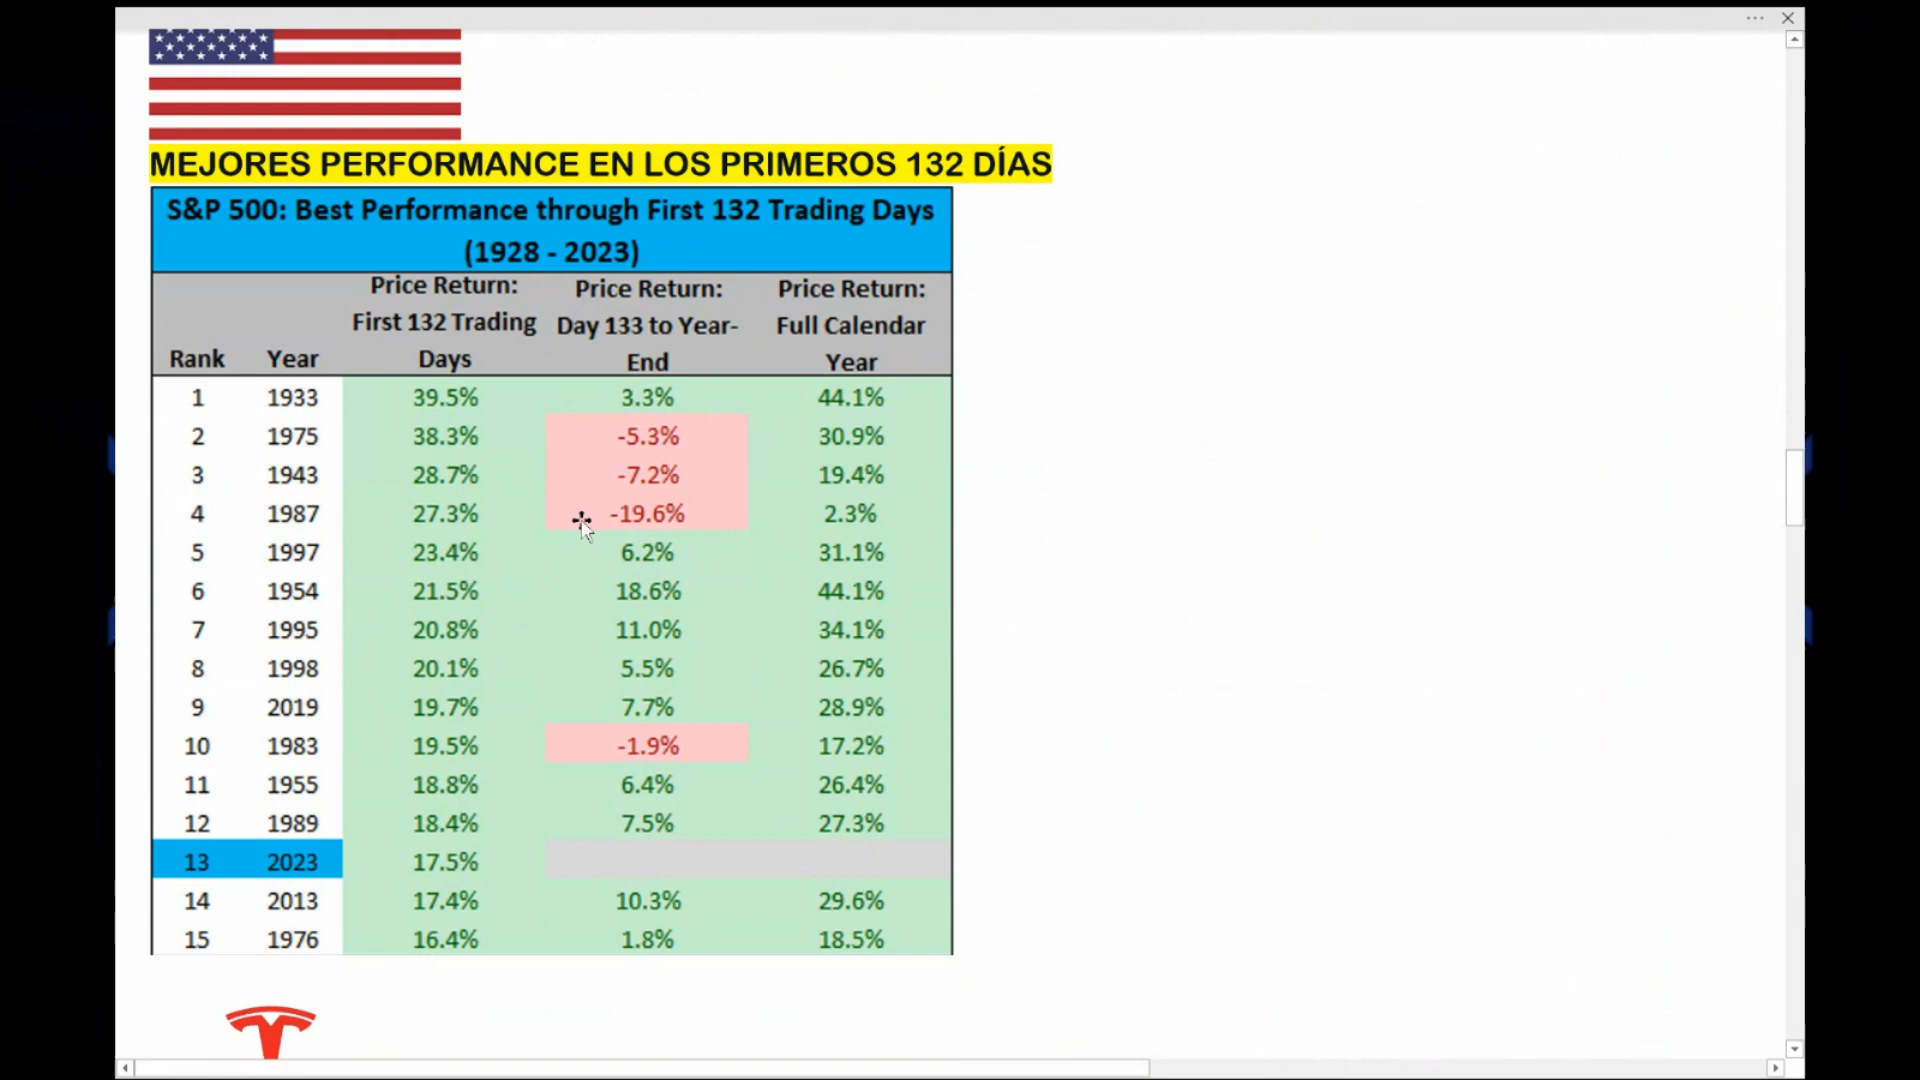 MEJORES PERFORMANCE EN LOS PRIMEROS 132 DÍAS
S&P 500: Best Performance through First 132 Trading Days
(1928 - 2023)
Rank Year Price Return: First 132 Trading Days Price Return: Day 133 to Year-End Price Return: Full Calendar Year
1 1933 39.5% 3.3% 44.1%
2 1975 38.3% -5.3% 30.9%
3 1943 28.7% -7.2% 19.4%
4 1987 27.3% -19.6% 2.3%
5 1997 23.4% 6.2% 31.1%
6 1954 21.5% 18.6% 44.1%
7 1995 20.8% 11.0% 34.1%
8 1998 20.1% 5.5% 26.7%
9 2019 19.7% 7.7% 28.9%
10 1983 19.5% -1.9% 17.2%
11 1955 18.8% 6.4% 26.4%
12 1989 18.4% 7.5% 27.3%
13 2023 17.5%
14 2013 17.4% 10.3% 29.6%
15 1976 16.4% 1.8% 18.5%